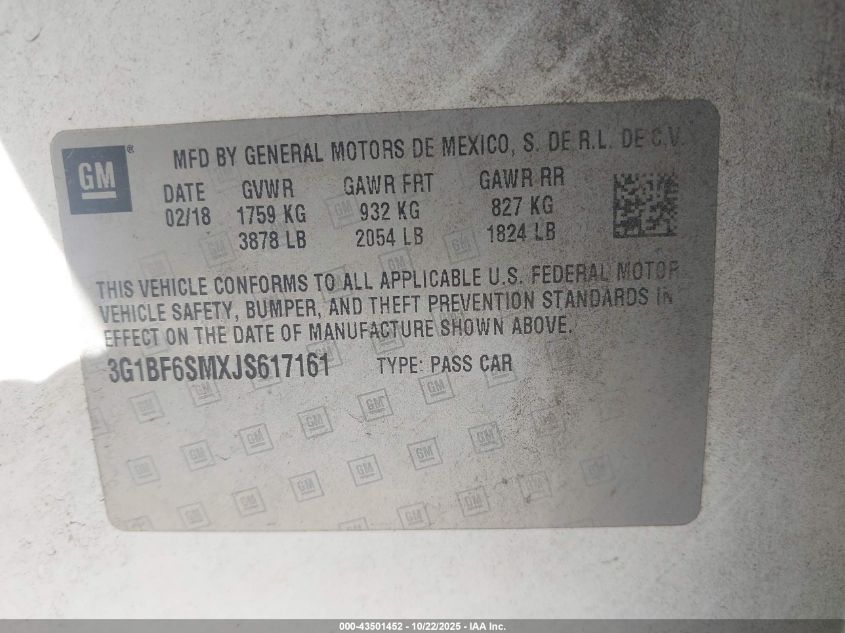 GM ®
MFD BY GENERAL MOTORS DE MEXICO, S. DE R.L. DE C.V.
DATE GVWR GAWR FRT GAWR RR
02/18 1759 KG 932 KG 827 KG
3878 LB 2054 LB 1824 LB
THIS VEHICLE CONFORMS TO ALL APPLICABLE U.S. FEDERAL MOTOR
VEHICLE SAFETY, BUMPER, AND THEFT PREVENTION STANDARDS IN
EFFECT ON THE DATE OF MANUFACTURE SHOWN ABOVE.
3G1BF6SMXJS617161 TYPE: PASS CAR
000-43501452 - 10/22/2025 - IAA Inc.